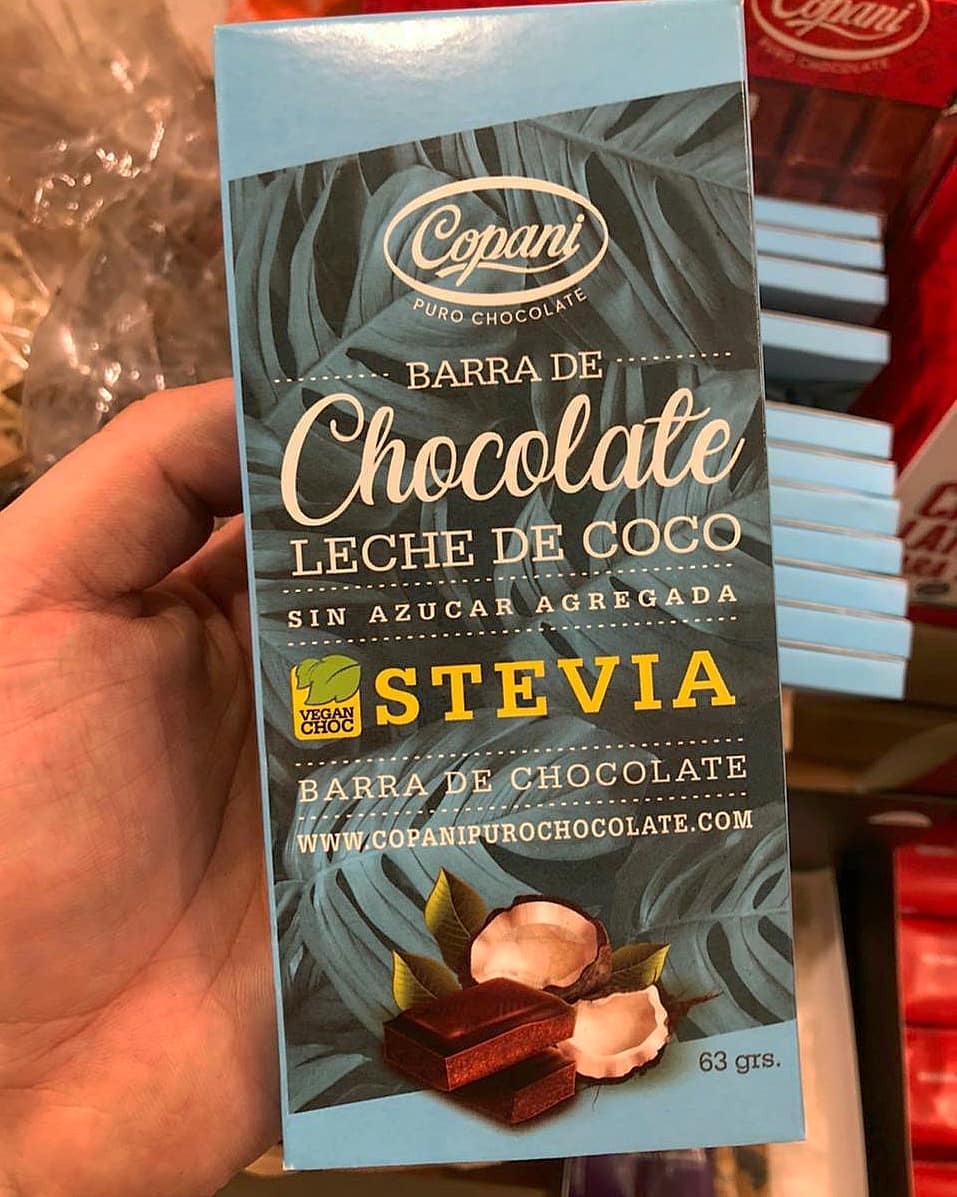 Copani
PURO CHOCOLATE
BARRA DE
Chocolate
LECHE DE COCO
SIN AZUCAR AGREGADA
VEGAN
CHOC
STEVIA
BARRA DE CHOCOLATE
WWW.COPANIPUROCHOCOLATE.COM
63 grs.
Copani
PURO CHOCOLATE